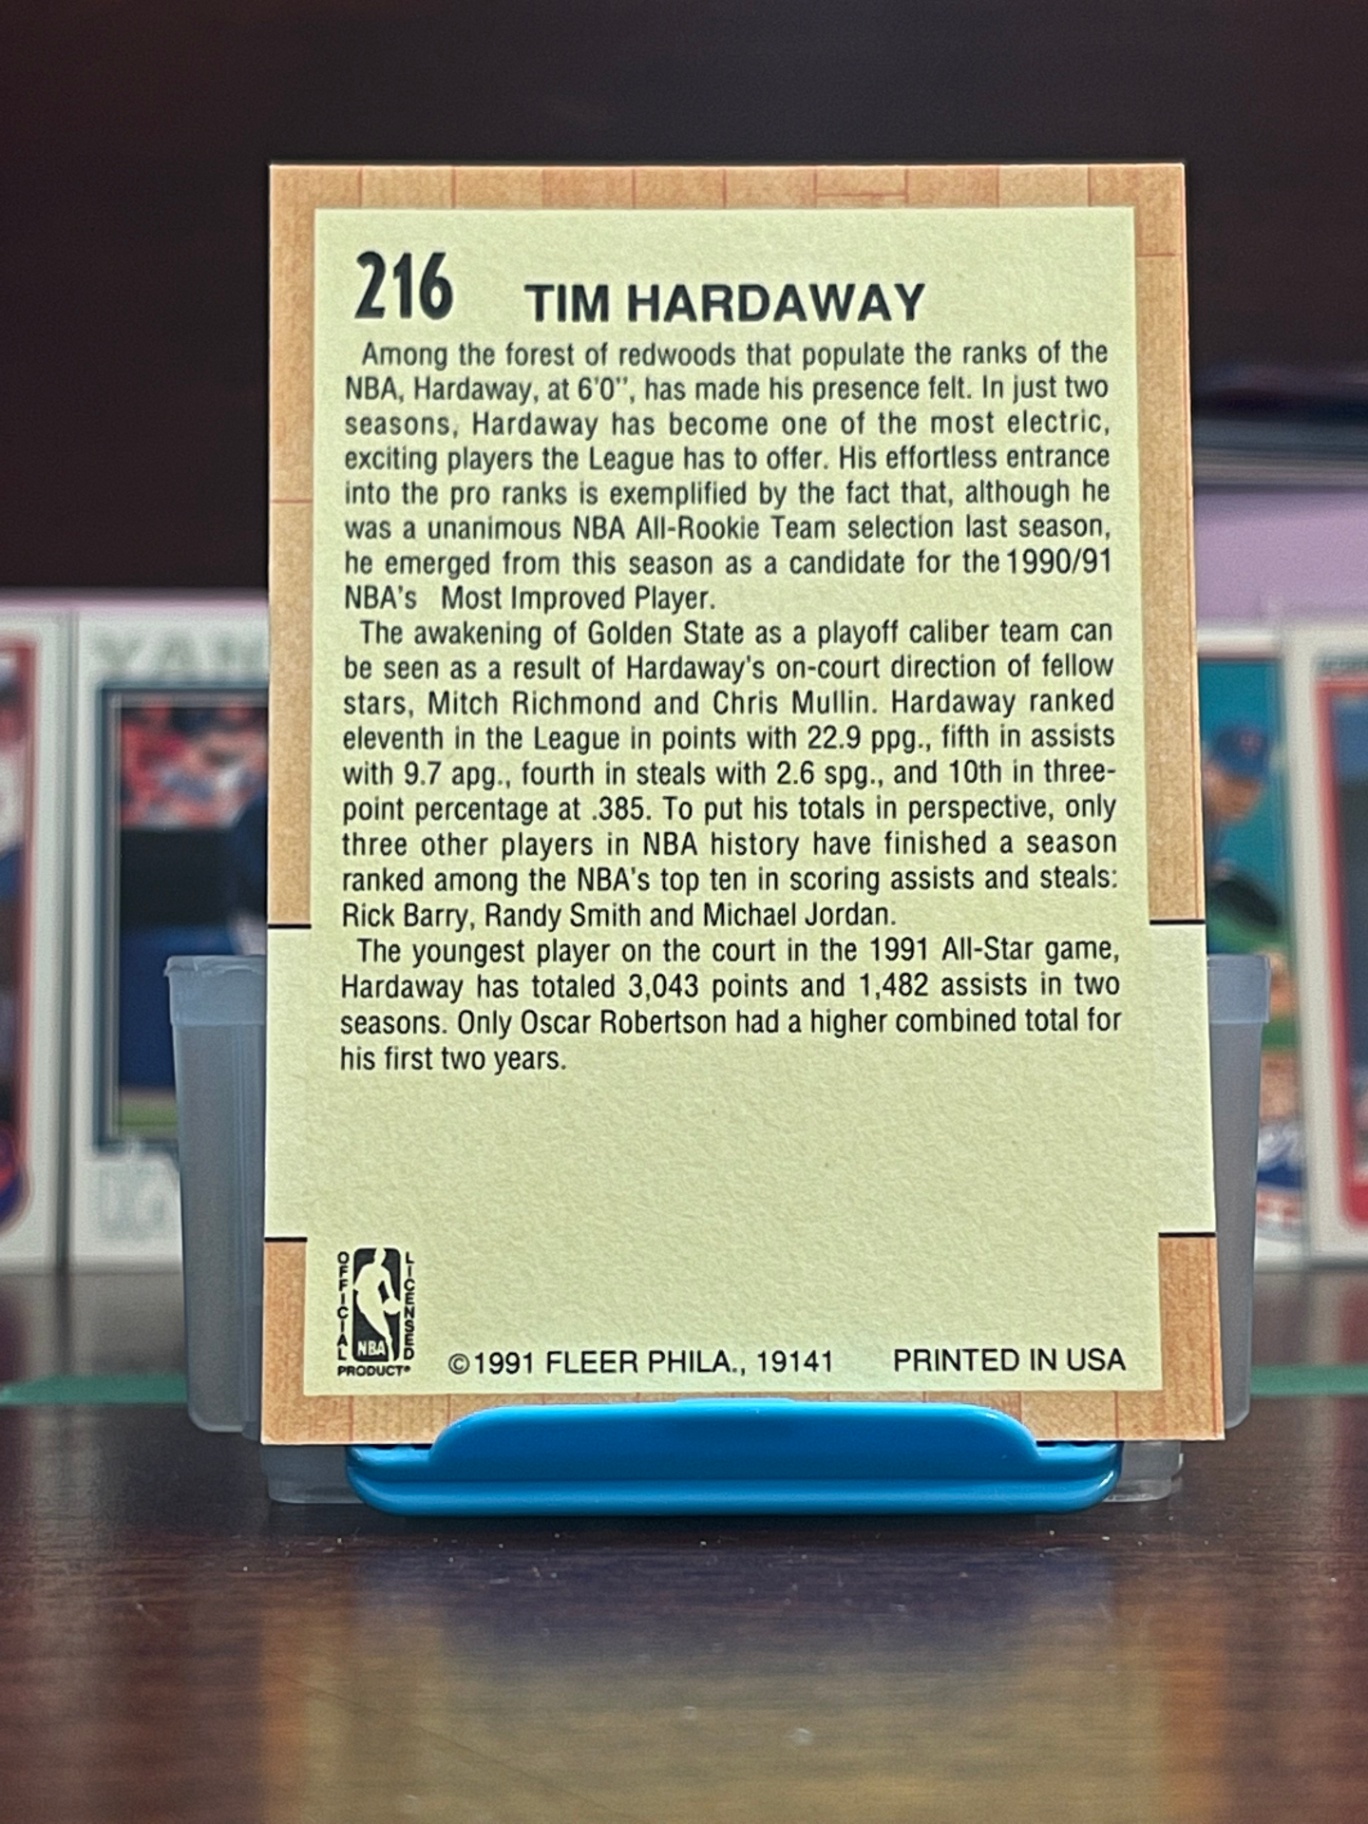 216 TIM HARDAWAY
Among the forest of redwoods that populate the ranks of the
NBA, Hardaway, at 6'0", has made his presence felt. In just two
seasons, Hardaway has become one of the most electric,
exciting players the League has to offer. His effortless entrance
into the pro ranks is exemplified by the fact that, although he
was a unanimous NBA All-Rookie Team selection last season,
he emerged from this season as a candidate for the 1990/91
NBA's Most Improved Player.
The awakening of Golden State as a playoff caliber team can
be seen as a result of Hardaway's on-court direction of fellow
stars, Mitch Richmond and Chris Mullin. Hardaway ranked
eleventh in the League in points with 22.9 ppg., fifth in assists
with 9.7 apg., fourth in steals with 2.6 spg., and 10th in three-
point percentage at .385. To put his totals in perspective, only
three other players in NBA history have finished a season
ranked among the NBA's top ten in scoring assists and steals:
Rick Barry, Randy Smith and Michael Jordan.
The youngest player on the court in the 1991 All-Star game,
Hardaway has totaled 3,043 points and 1,482 assists in two
seasons. Only Oscar Robertson had a higher combined total for
his first two years.
OFFICIAL LICENSED
NBA
PRODUCT®
©1991 FLEER PHILA., 19141 PRINTED IN USA